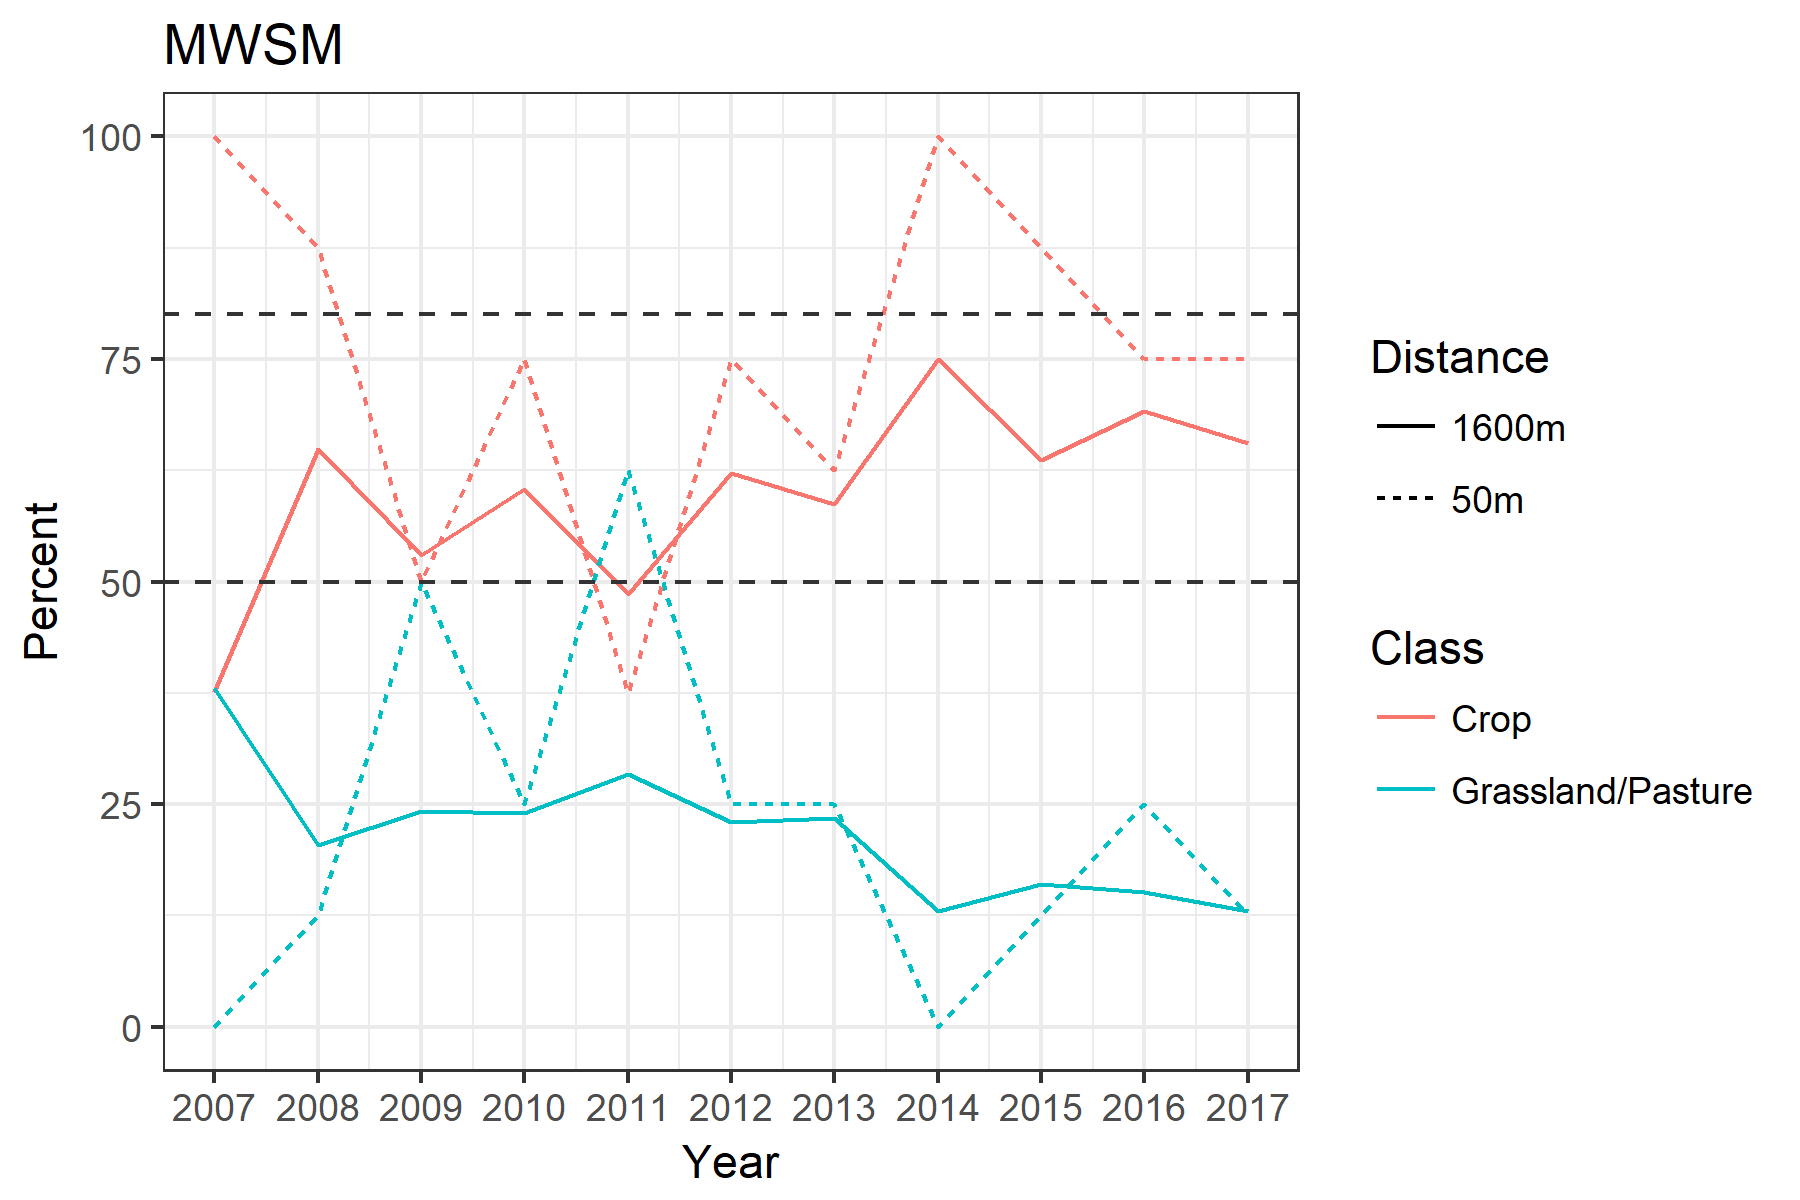 MWSM
100
75
50
25
0
Percent
2007 2008 2009 2010 2011 2012 2013 2014 2015 2016 2017
Year
Distance
1600m
50m
Class
Crop
Grassland/Pasture